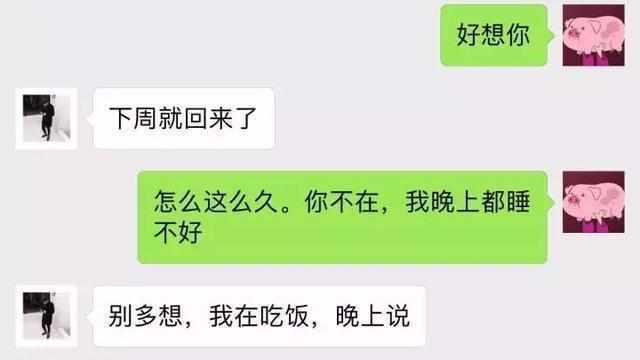 好想你
下周就回来了
怎么这么久。你不在，我晚上都睡
不好
别多想，我在吃饭，晚上说